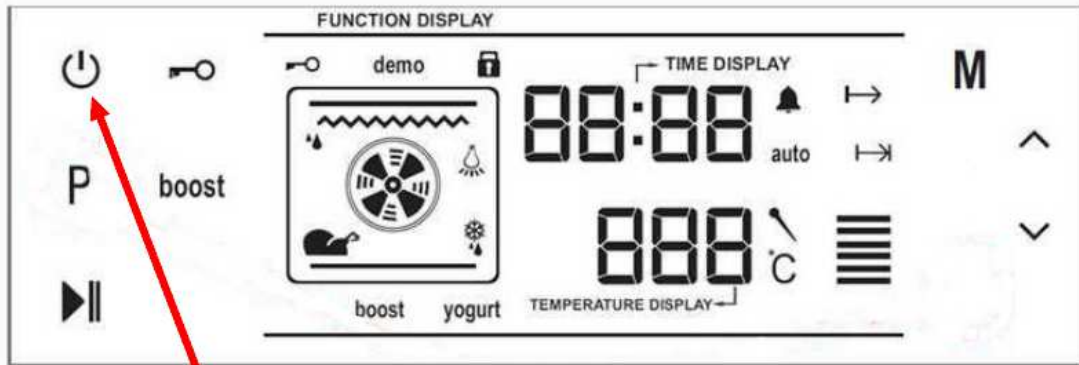 FUNCTION DISPLAY
demo
TIME DISPLAY
M
88:88
auto
P
boost
888
°C
boost
yogurt
TEMPERATURE DISPLAY